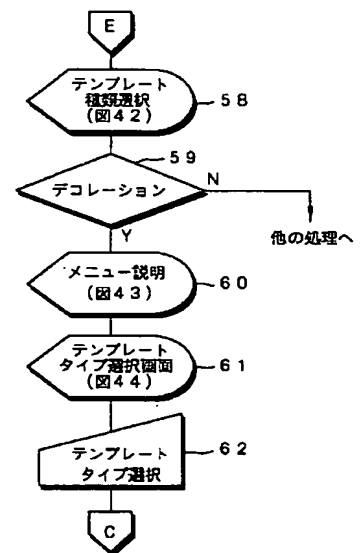 E
テンプレート
種類選択
(図42)
58
59
デコレーション
N
Y
他の処理へ
メニュー説明
(図43)
60
テンプレート
タイプ選択画面
(図44)
61
62
テンプレート
タイプ選択
C